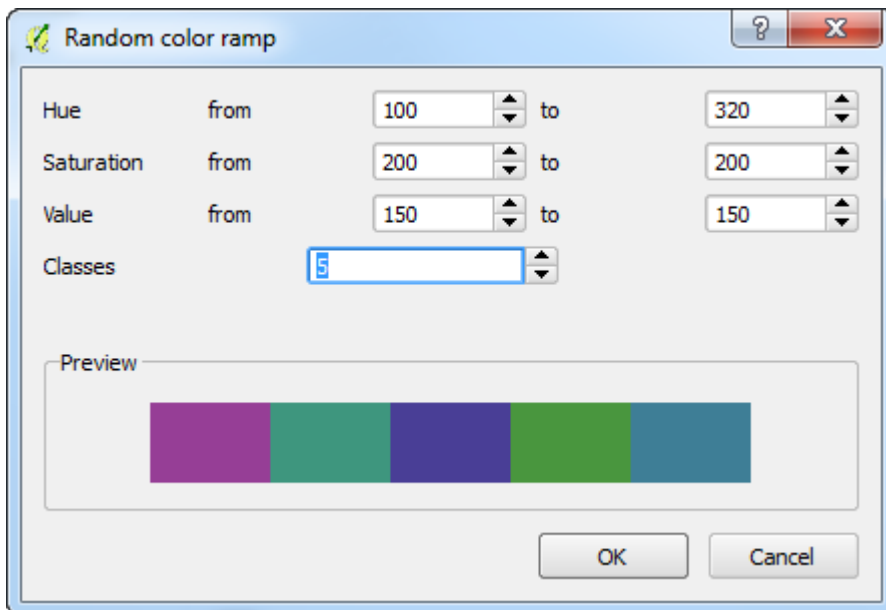 Random color ramp
Hue from 100 to 320
Saturation from 200 to 200
Value from 150 to 150
Classes 5
Preview
OK Cancel